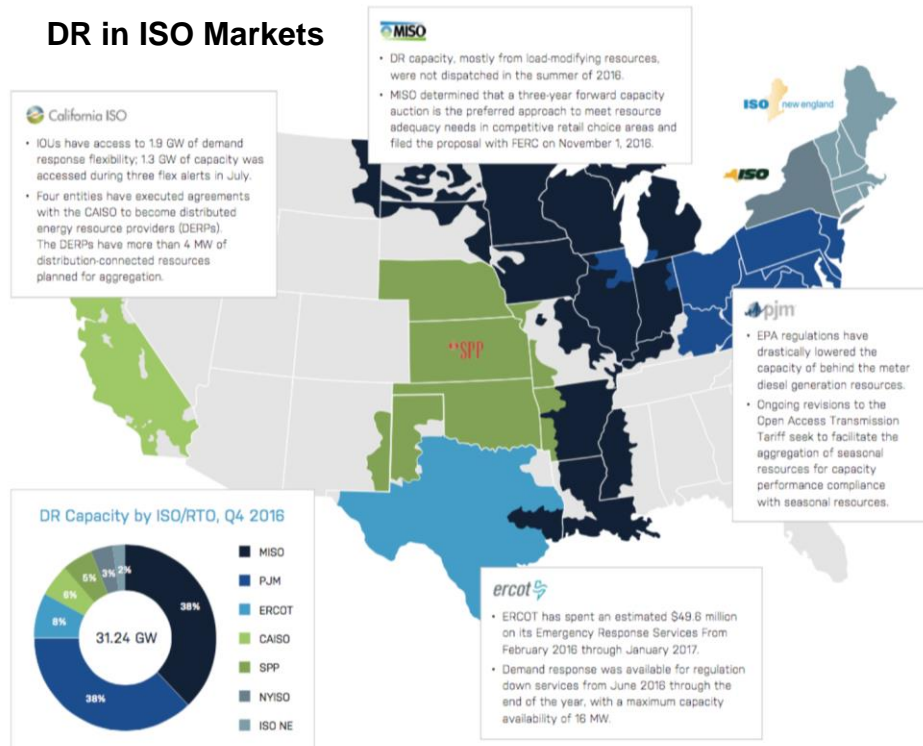 DR in ISO Markets
MISO
• DR capacity, mostly from load-modifying resources,
were not dispatched in the summer of 2016.
• MISO determined that a three-year forward capacity
auction is the preferred approach to meet resource
adequacy needs in competitive retail choice areas and
filed the proposal with FERC on November 1, 2016.
California ISO
• IOUs have access to 1.9 GW of demand
response flexibility; 1.3 GW of capacity was
accessed during three flex alerts in July.
• Four entities have executed agreements
with the CAISO to become distributed
energy resource providers (DERPs).
The DERPs have more than 4 MW of
distribution-connected resources
planned for aggregation.
ISO new england
ISO
SPP
pjm
• EPA regulations have
drastically lowered the
capacity of behind the meter
diesel generation resources.
• Ongoing revisions to the
Open Access Transmission
Tariff seek to facilitate the
aggregation of seasonal
resources for capacity
performance compliance
with seasonal resources.
DR Capacity by ISO/RTO, Q4 2016
38%
38%
8%
6%
5%
3%
2%
31.24 GW
MISO
PJM
ERCOT
CAISO
SPP
NYISO
ISO NE
ercot
• ERCOT has spent an estimated $49.6 million
on its Emergency Response Services From
February 2016 through January 2017.
• Demand response was available for regulation
down services from June 2016 through the
end of the year, with a maximum capacity
availability of 16 MW.